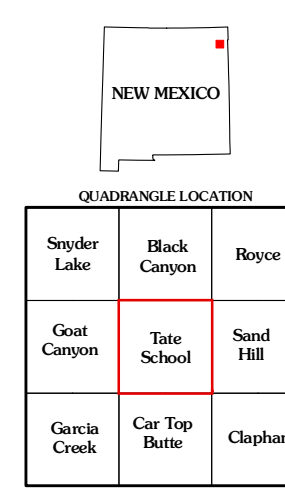 NEW MEXICO
QUADRANGLE LOCATION
Snyder Lake
Black Canyon
Royce
Goat Canyon
Tate School
Sand Hill
Garcia Creek
Car Top Butte
Claphar